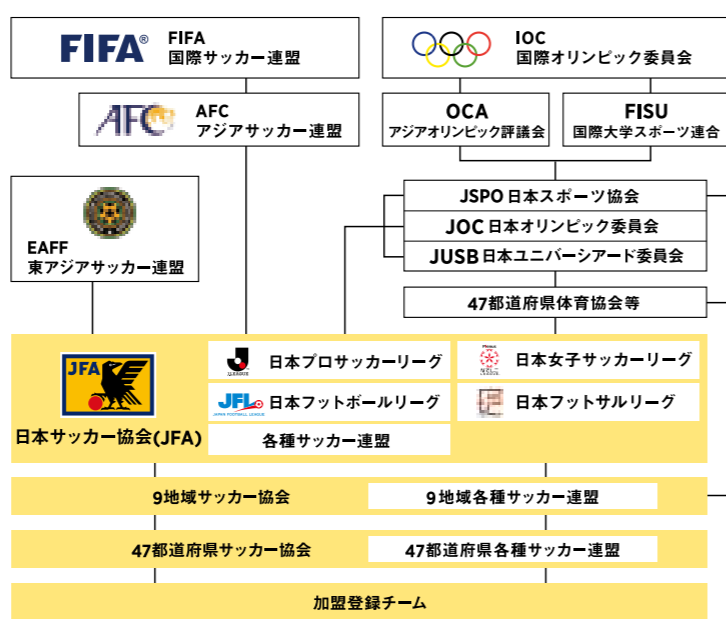 FIFA®
FIFA
国際サッカー連盟
IOC
国際オリンピック委員会
AFC
AFC
アジアサッカー連盟
OCA
アジアオリンピック評議会
FISU
国際大学スポーツ連合
EAFF
東アジアサッカー連盟
JSPO 日本スポーツ協会
JOC 日本オリンピック委員会
JUSB 日本ユニバーシアード委員会
47都道府県体育協会等
JFA
日本サッカー協会(JFA)
J.LEAGUE
日本プロサッカーリーグ
日本女子サッカーリーグ
JFL
JAPAN FOOTBALL LEAGUE
日本フットボールリーグ
日本フットサルリーグ
各種サッカー連盟
9地域サッカー協会
9地域各種サッカー連盟
47都道府県サッカー協会
47都道府県各種サッカー連盟
加盟登録チーム